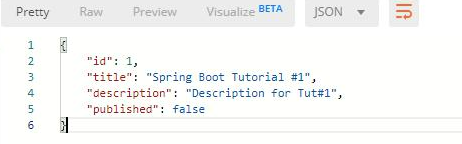 Pretty Raw Preview Visualize BETA JSON
1 {
2 "id": 1,
3 "title": "Spring Boot Tutorial #1",
4 "description": "Description for Tut#1",
5 "published": false
6 }